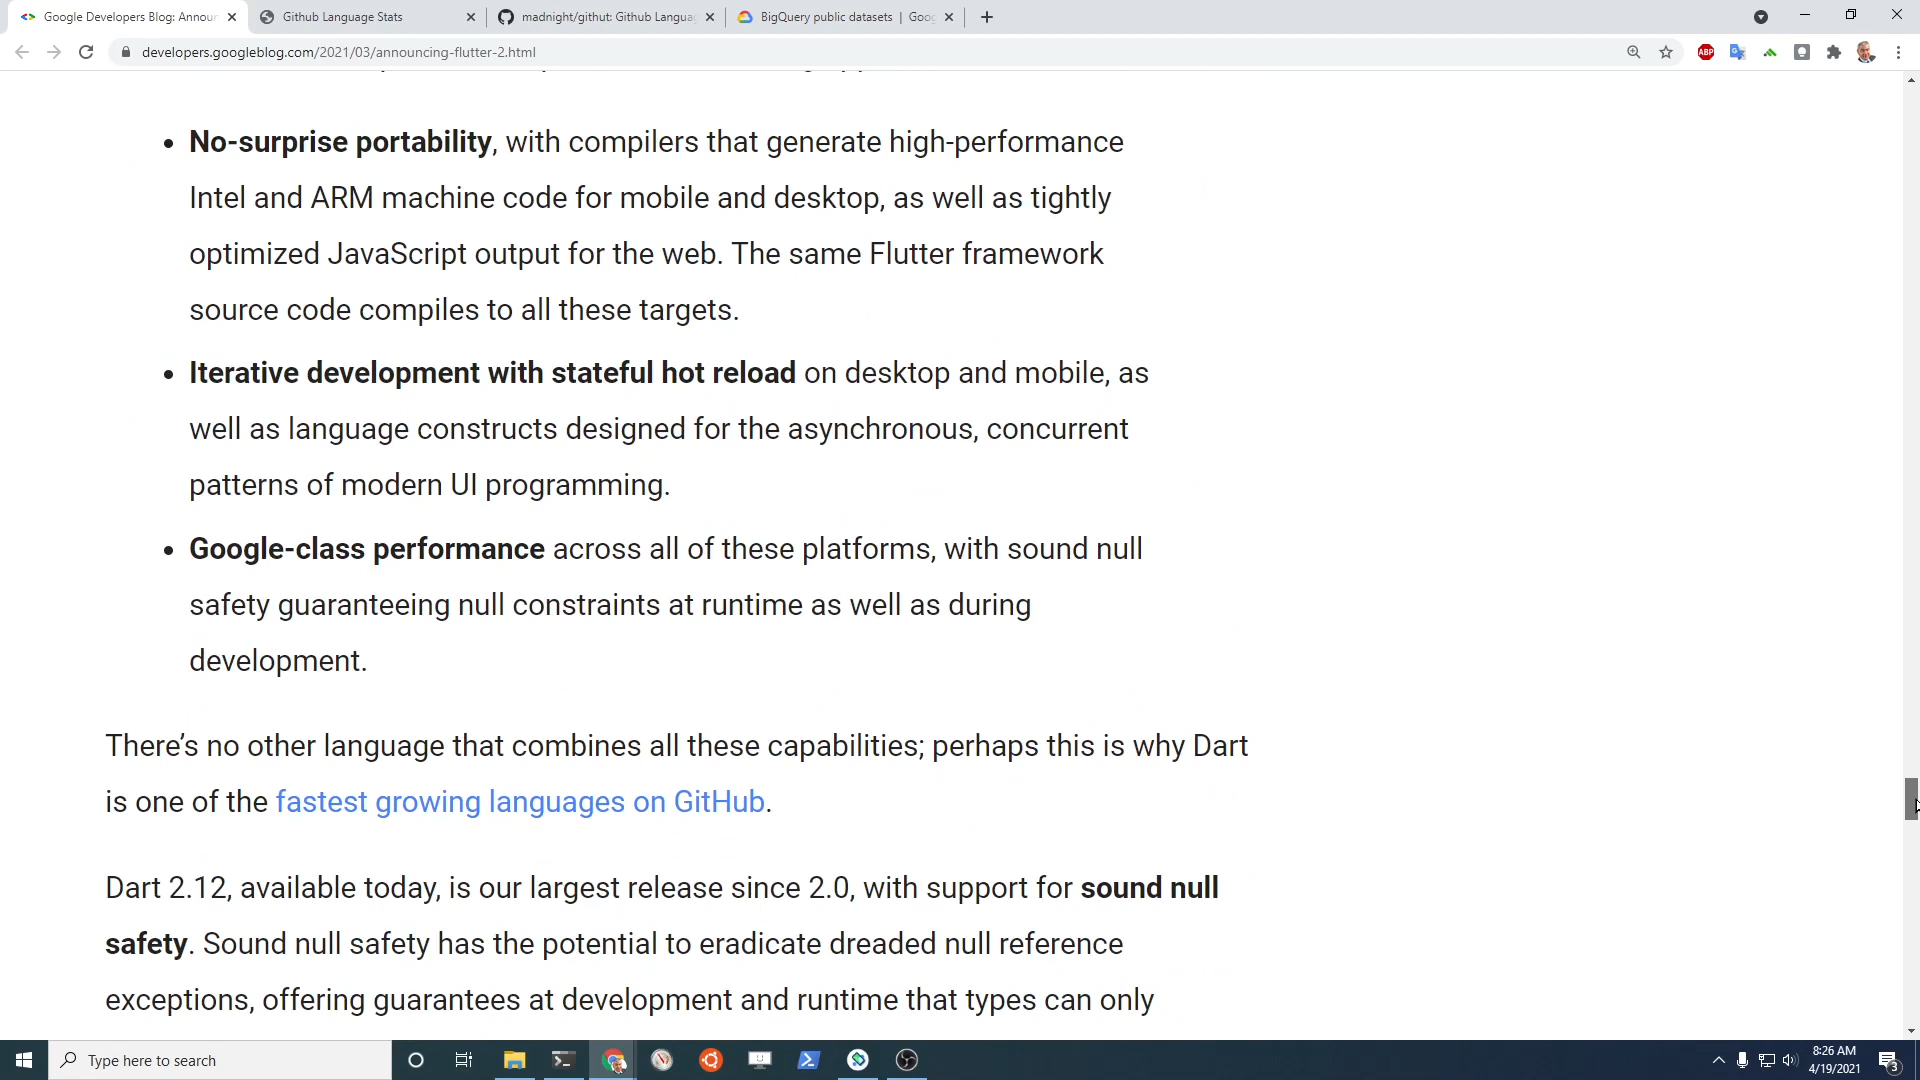 Google Developers Blog: Announ
Github Language Stats
madnight/githut: Github Langua
BigQuery public datasets | Goo
developers.googleblog.com/2021/03/announcing-flutter-2.html
ABP
• No-surprise portability, with compilers that generate high-performance
Intel and ARM machine code for mobile and desktop, as well as tightly
optimized JavaScript output for the web. The same Flutter framework
source code compiles to all these targets.
• Iterative development with stateful hot reload on desktop and mobile, as
well as language constructs designed for the asynchronous, concurrent
patterns of modern UI programming.
• Google-class performance across all of these platforms, with sound null
safety guaranteeing null constraints at runtime as well as during
development.
There’s no other language that combines all these capabilities; perhaps this is why Dart
is one of the fastest growing languages on GitHub.
Dart 2.12, available today, is our largest release since 2.0, with support for sound null
safety. Sound null safety has the potential to eradicate dreaded null reference
exceptions, offering guarantees at development and runtime that types can only
Type here to search
8:26 AM
4/19/2021
3